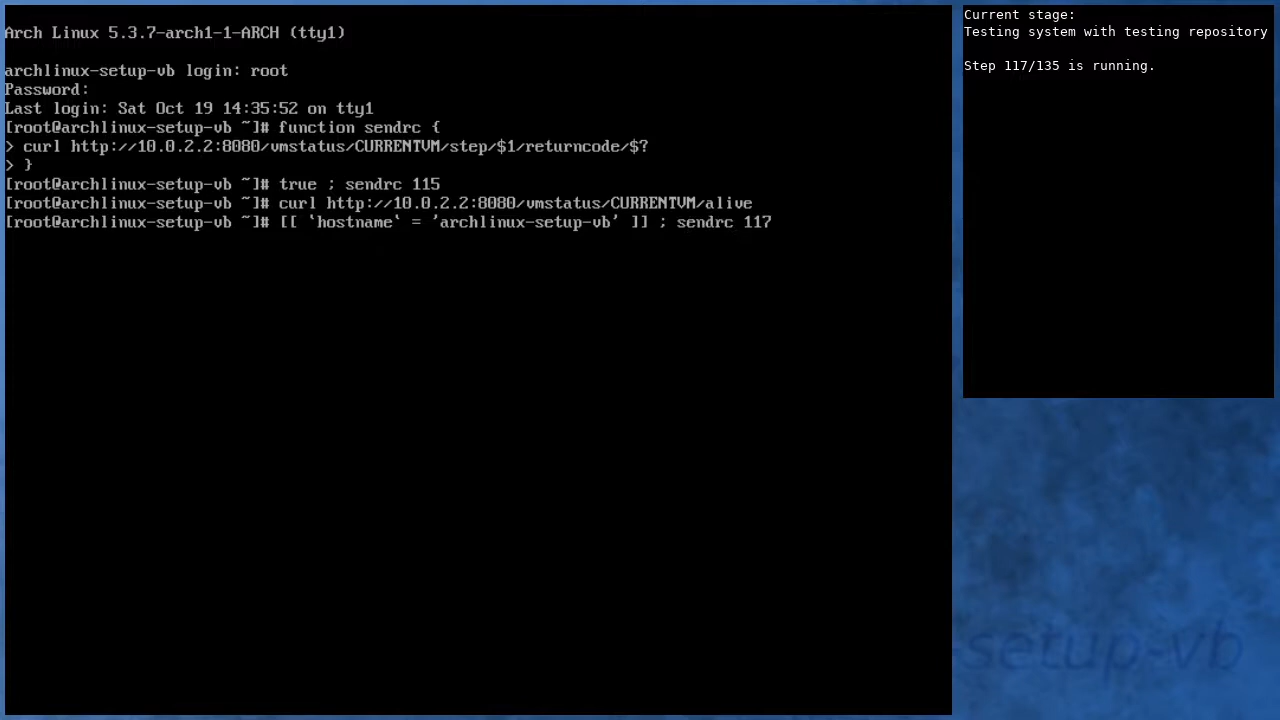 Arch Linux 5.3.7-arch1-1-ARCH (tty1)
archlinux-setup-vb login: root
Password:
Last login: Sat Oct 19 14:35:52 on tty1
[root@archlinux-setup-vb ~]# function sendrc {
> curl http://10.0.2.2:8080/vmstatus/CURRENTVM/step/$1/returncode/$?
> }
[root@archlinux-setup-vb ~]# true ; sendrc 115
[root@archlinux-setup-vb ~]# curl http://10.0.2.2:8080/vmstatus/CURRENTVM/alive
[root@archlinux-setup-vb ~]# [[ `hostname` = 'archlinux-setup-vb' ]] ; sendrc 117
Current stage:
Testing system with testing repository
Step 117/135 is running.
-setup-vb